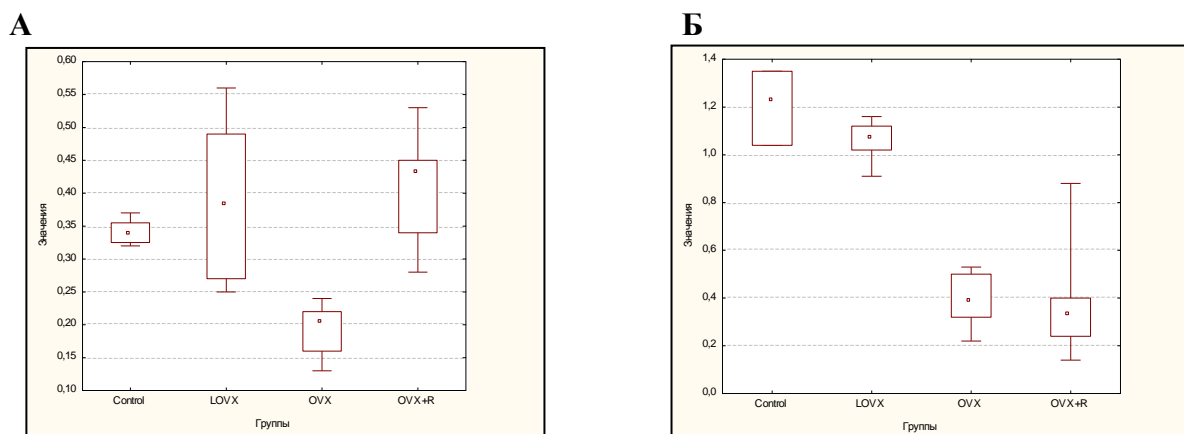 А
Б
0,60
0,55
0,50
0,45
0,40
0,35
0,30
0,25
0,20
0,15
0,10
Значения
Control LOVX OVX OVX+R
Группы
1,4
1,2
1,0
0,8
0,6
0,4
0,2
0,0
Значения
Control LOVX OVX OVX+R
Группы